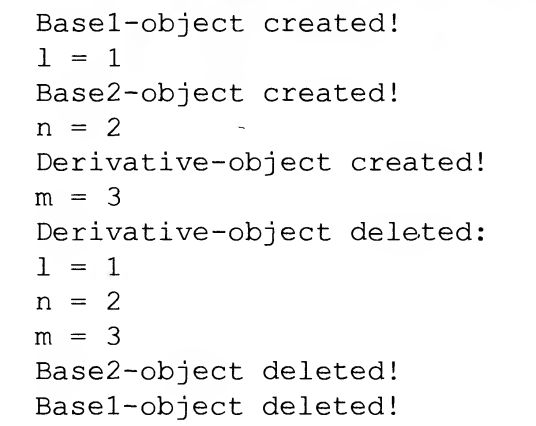 Base1-object created!
l = 1
Base2-object created!
n = 2
Derivative-object created!
m = 3
Derivative-object deleted:
l = 1
n = 2
m = 3
Base2-object deleted!
Base1-object deleted!